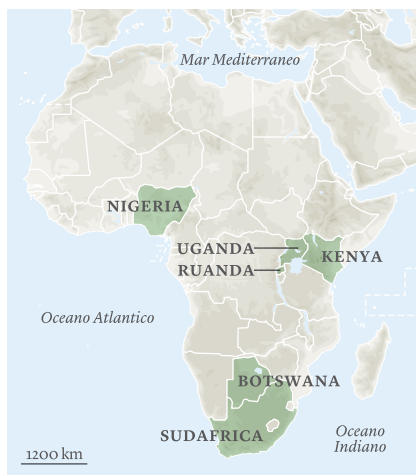 Mar Mediterraneo
NIGERIA
UGANDA
KENYA
RUANDA
Oceano Atlantico
BOTSWANA
SUDAFRICA
Oceano
Indiano
1200 km